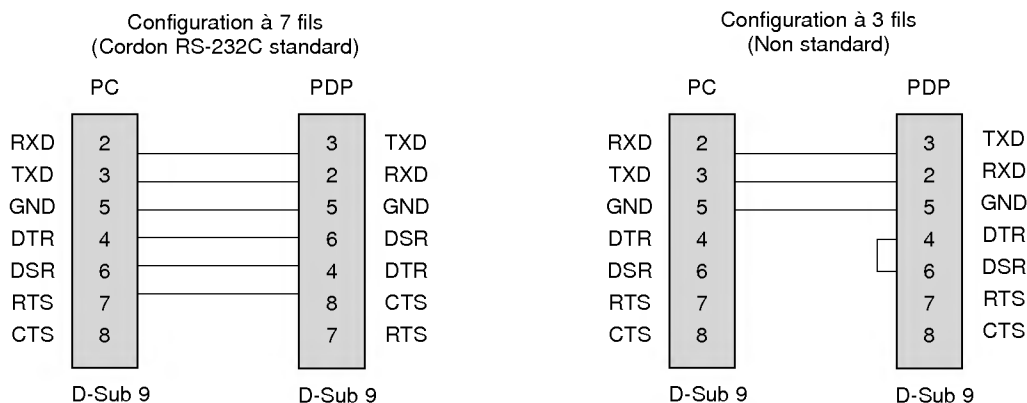 Configuration à 7 fils
(Cordon RS-232C standard)
PC PDP
RXD 2 3 TXD
TXD 3 2 RXD
GND 5 5 GND
DTR 4 6 DSR
DSR 6 4 DTR
RTS 7 8 CTS
CTS 8 7 RTS
D-Sub 9 D-Sub 9
Configuration à 3 fils
(Non standard)
PC PDP
RXD 2 3 TXD
TXD 3 2 RXD
GND 5 5 GND
DTR 4 4 DTR
DSR 6 6 DSR
RTS 7 7 RTS
CTS 8 8 CTS
D-Sub 9 D-Sub 9